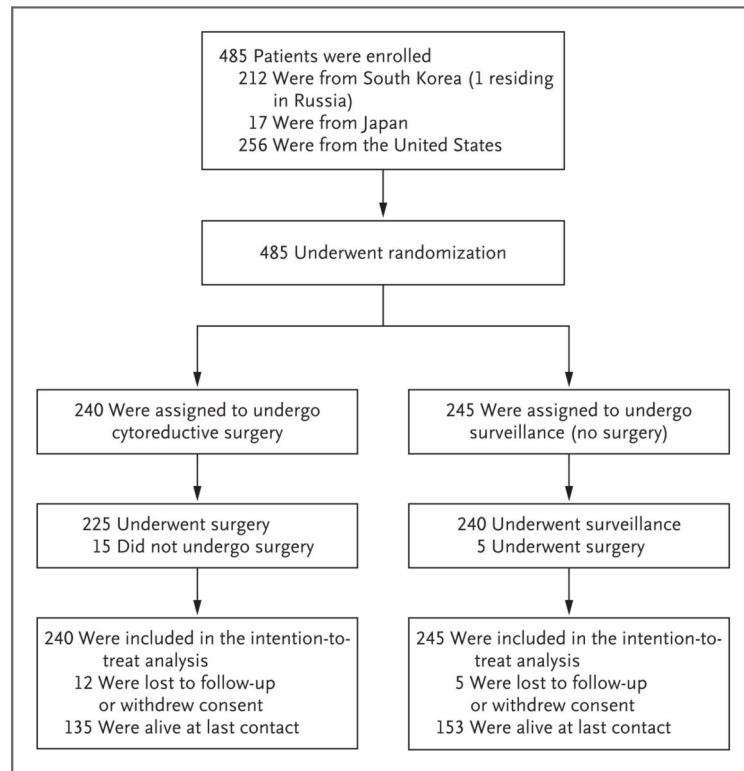 485 Patients were enrolled
212 Were from South Korea (1 residing
in Russia)
17 Were from Japan
256 Were from the United States
485 Underwent randomization
240 Were assigned to undergo
cytoreductive surgery
245 Were assigned to undergo
surveillance (no surgery)
225 Underwent surgery
15 Did not undergo surgery
240 Underwent surveillance
5 Underwent surgery
240 Were included in the intention-to-
treat analysis
12 Were lost to follow-up
or withdrew consent
135 Were alive at last contact
245 Were included in the intention-to-
treat analysis
5 Were lost to follow-up
or withdrew consent
153 Were alive at last contact